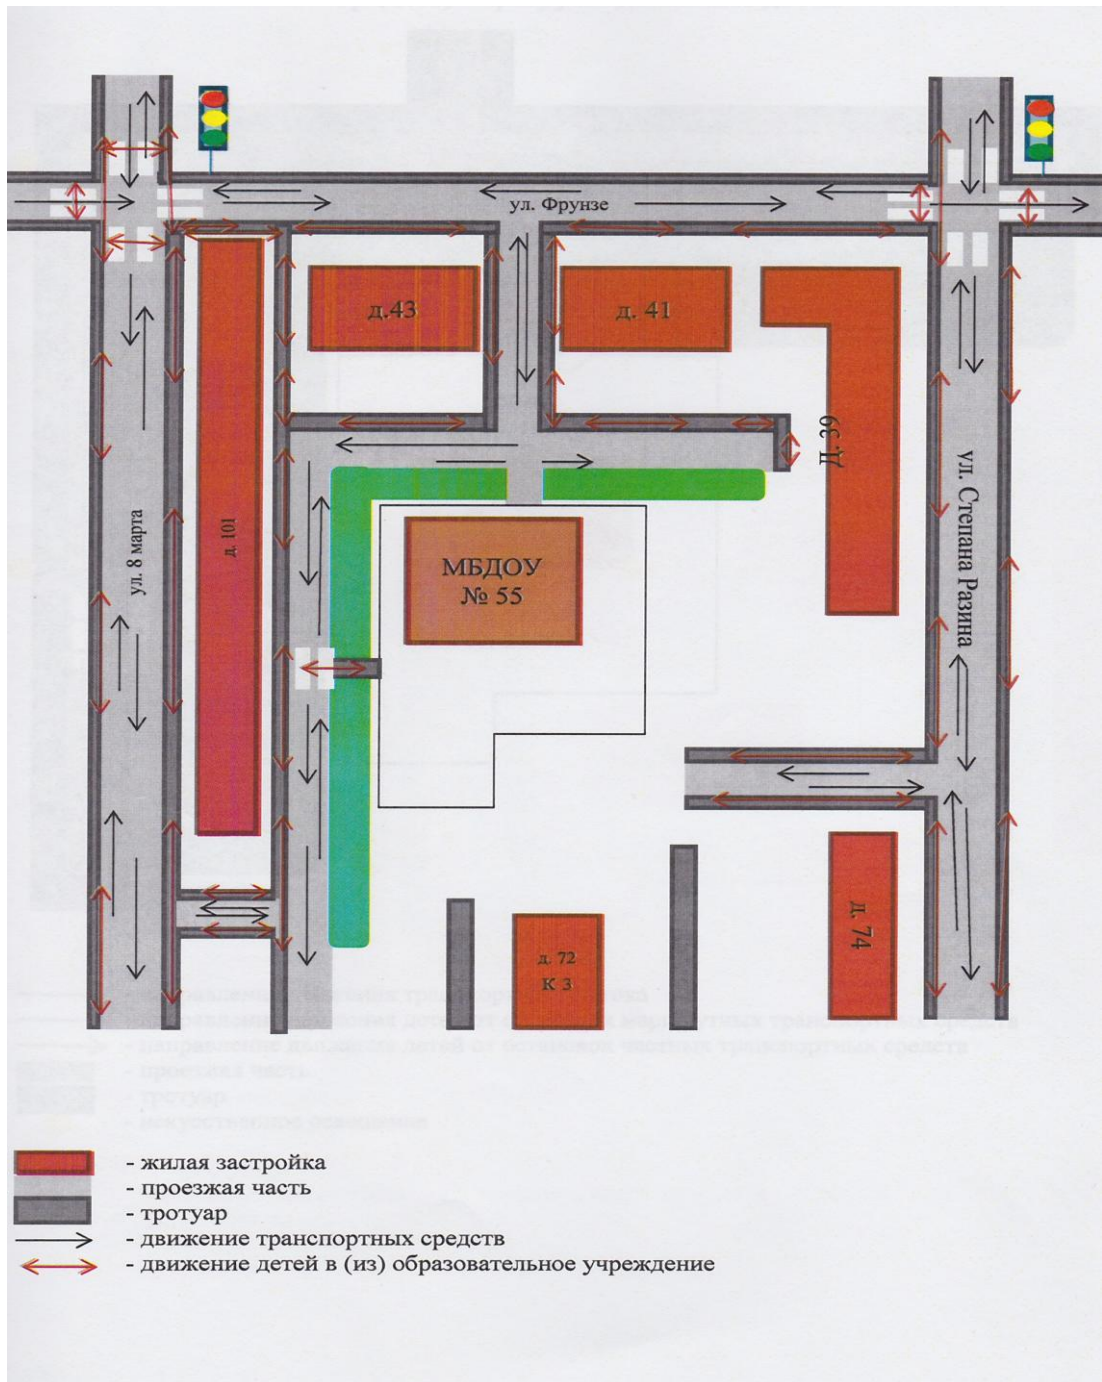 ул. Фрунзе
д.43
д. 41
Д. 39
ул. 8 марта
д. 101
МБДОУ
№ 55
ул. Степана Разина
д. 72
К 3
д. 74
- жилая застройка
- проезжая часть
- тротуар
- движение транспортных средств
- движение детей в (из) образовательное учреждение